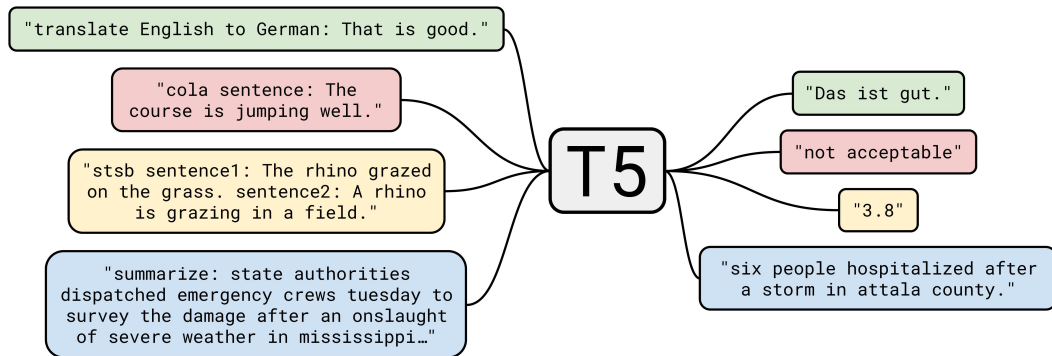 "translate English to German: That is good."
"cola sentence: The
course is jumping well."
"stsb sentence1: The rhino grazed
on the grass. sentence2: A rhino
is grazing in a field."
"summarize: state authorities
dispatched emergency crews tuesday to
survey the damage after an onslaught
of severe weather in mississippi…"
T5
"Das ist gut."
"not acceptable"
"3.8"
"six people hospitalized after
a storm in attala county."